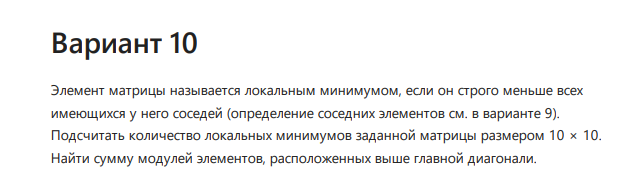 Вариант 10
Элемент матрицы называется локальным минимумом, если он строго меньше всех
имеющихся у него соседей (определение соседних элементов см. в варианте 9).
Подсчитать количество локальных минимумов заданной матрицы размером 10 × 10.
Найти сумму модулей элементов, расположенных выше главной диагонали.